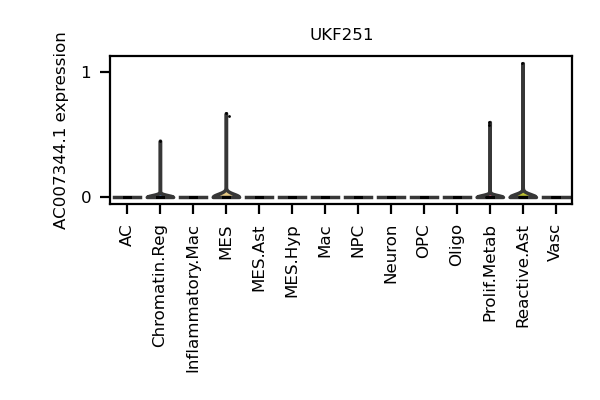 UKF251
AC007344.1 expression
1
0
AC
Chromatin.Reg
Inflammatory.Mac
MES
MES.Ast
MES.Hyp
Mac
NPC
Neuron
OPC
Oligo
Prolif.Metab
Reactive.Ast
Vasc